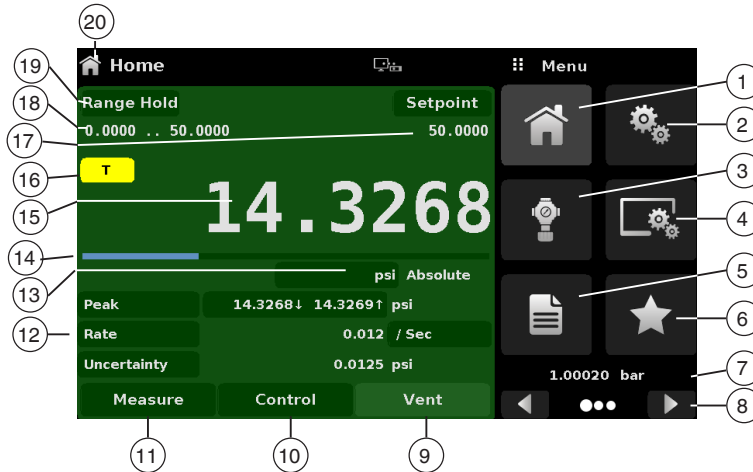 20
Home
Menu
19
18
17
16
15
14
13
12
Range Hold
Setpoint
0.0000 .. 50.0000
50.0000
T
14.3268
psi Absolute
Peak 14.3268↓ 14.3269↑ psi
Rate 0.012 / Sec
Uncertainty 0.0125 psi
Measure Control Vent
1.00020 bar
1
2
3
4
5
6
7
8
11
10
9